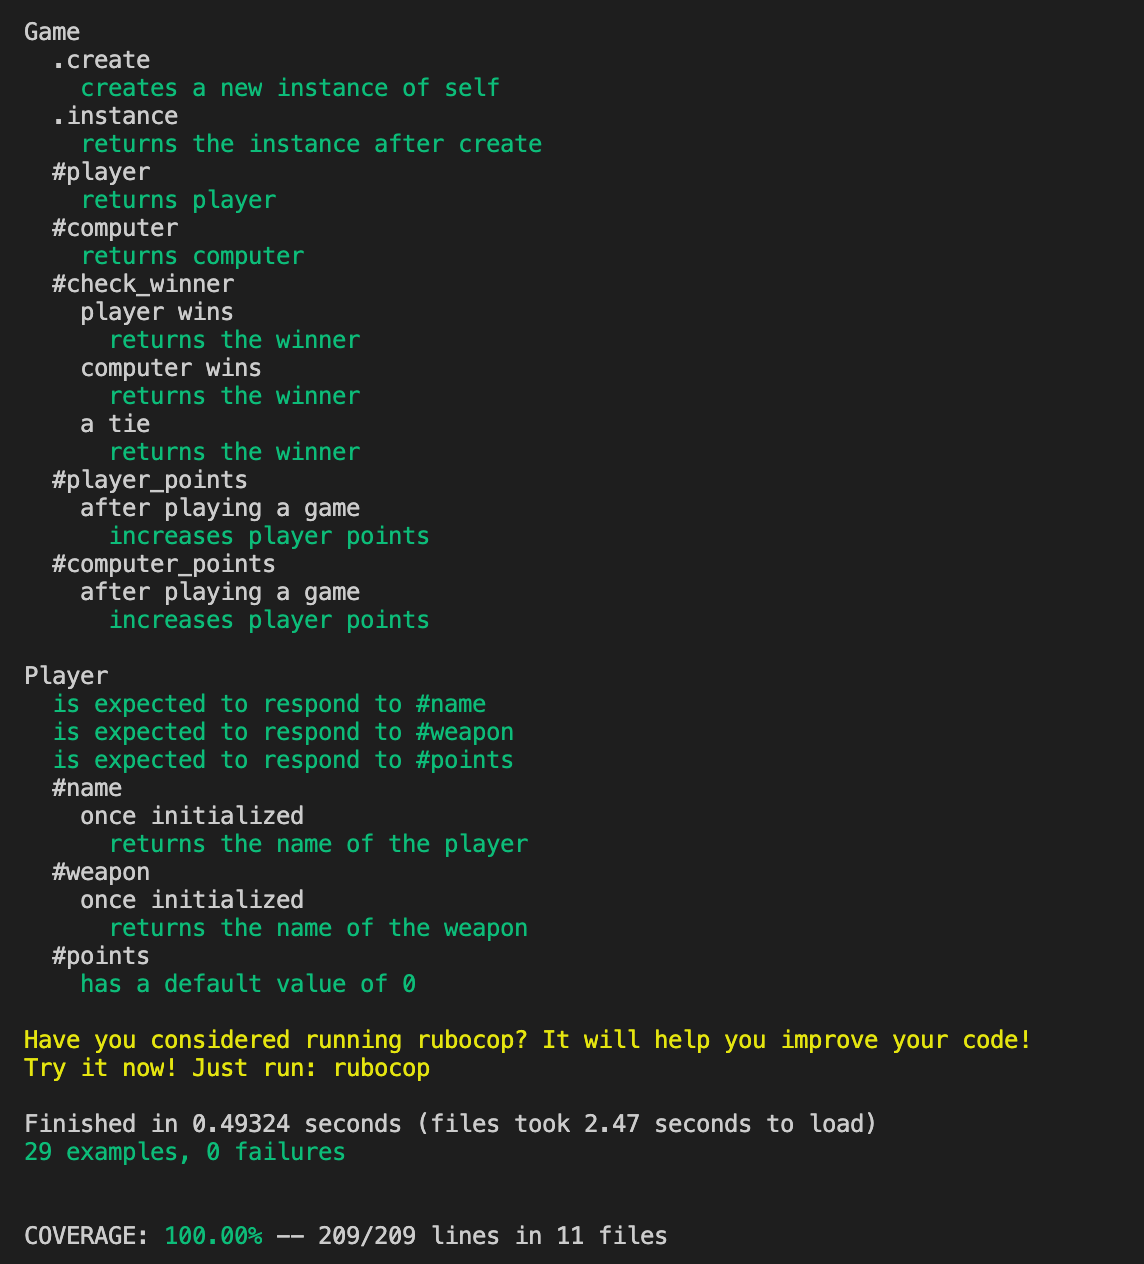 Game
  .create
    creates a new instance of self
  .instance
    returns the instance after create
  #player
    returns player
  #computer
    returns computer
  #check_winner
    player wins
      returns the winner
    computer wins
      returns the winner
    a tie
      returns the winner
  #player_points
    after playing a game
      increases player points
  #computer_points
    after playing a game
      increases player points

Player
  is expected to respond to #name
  is expected to respond to #weapon
  is expected to respond to #points
  #name
    once initialized
      returns the name of the player
  #weapon
    once initialized
      returns the name of the weapon
  #points
    has a default value of 0

Have you considered running rubocop? It will help you improve your code!
Try it now! Just run: rubocop

Finished in 0.49324 seconds (files took 2.47 seconds to load)
29 examples, 0 failures

COVERAGE: 100.00% -- 209/209 lines in 11 files